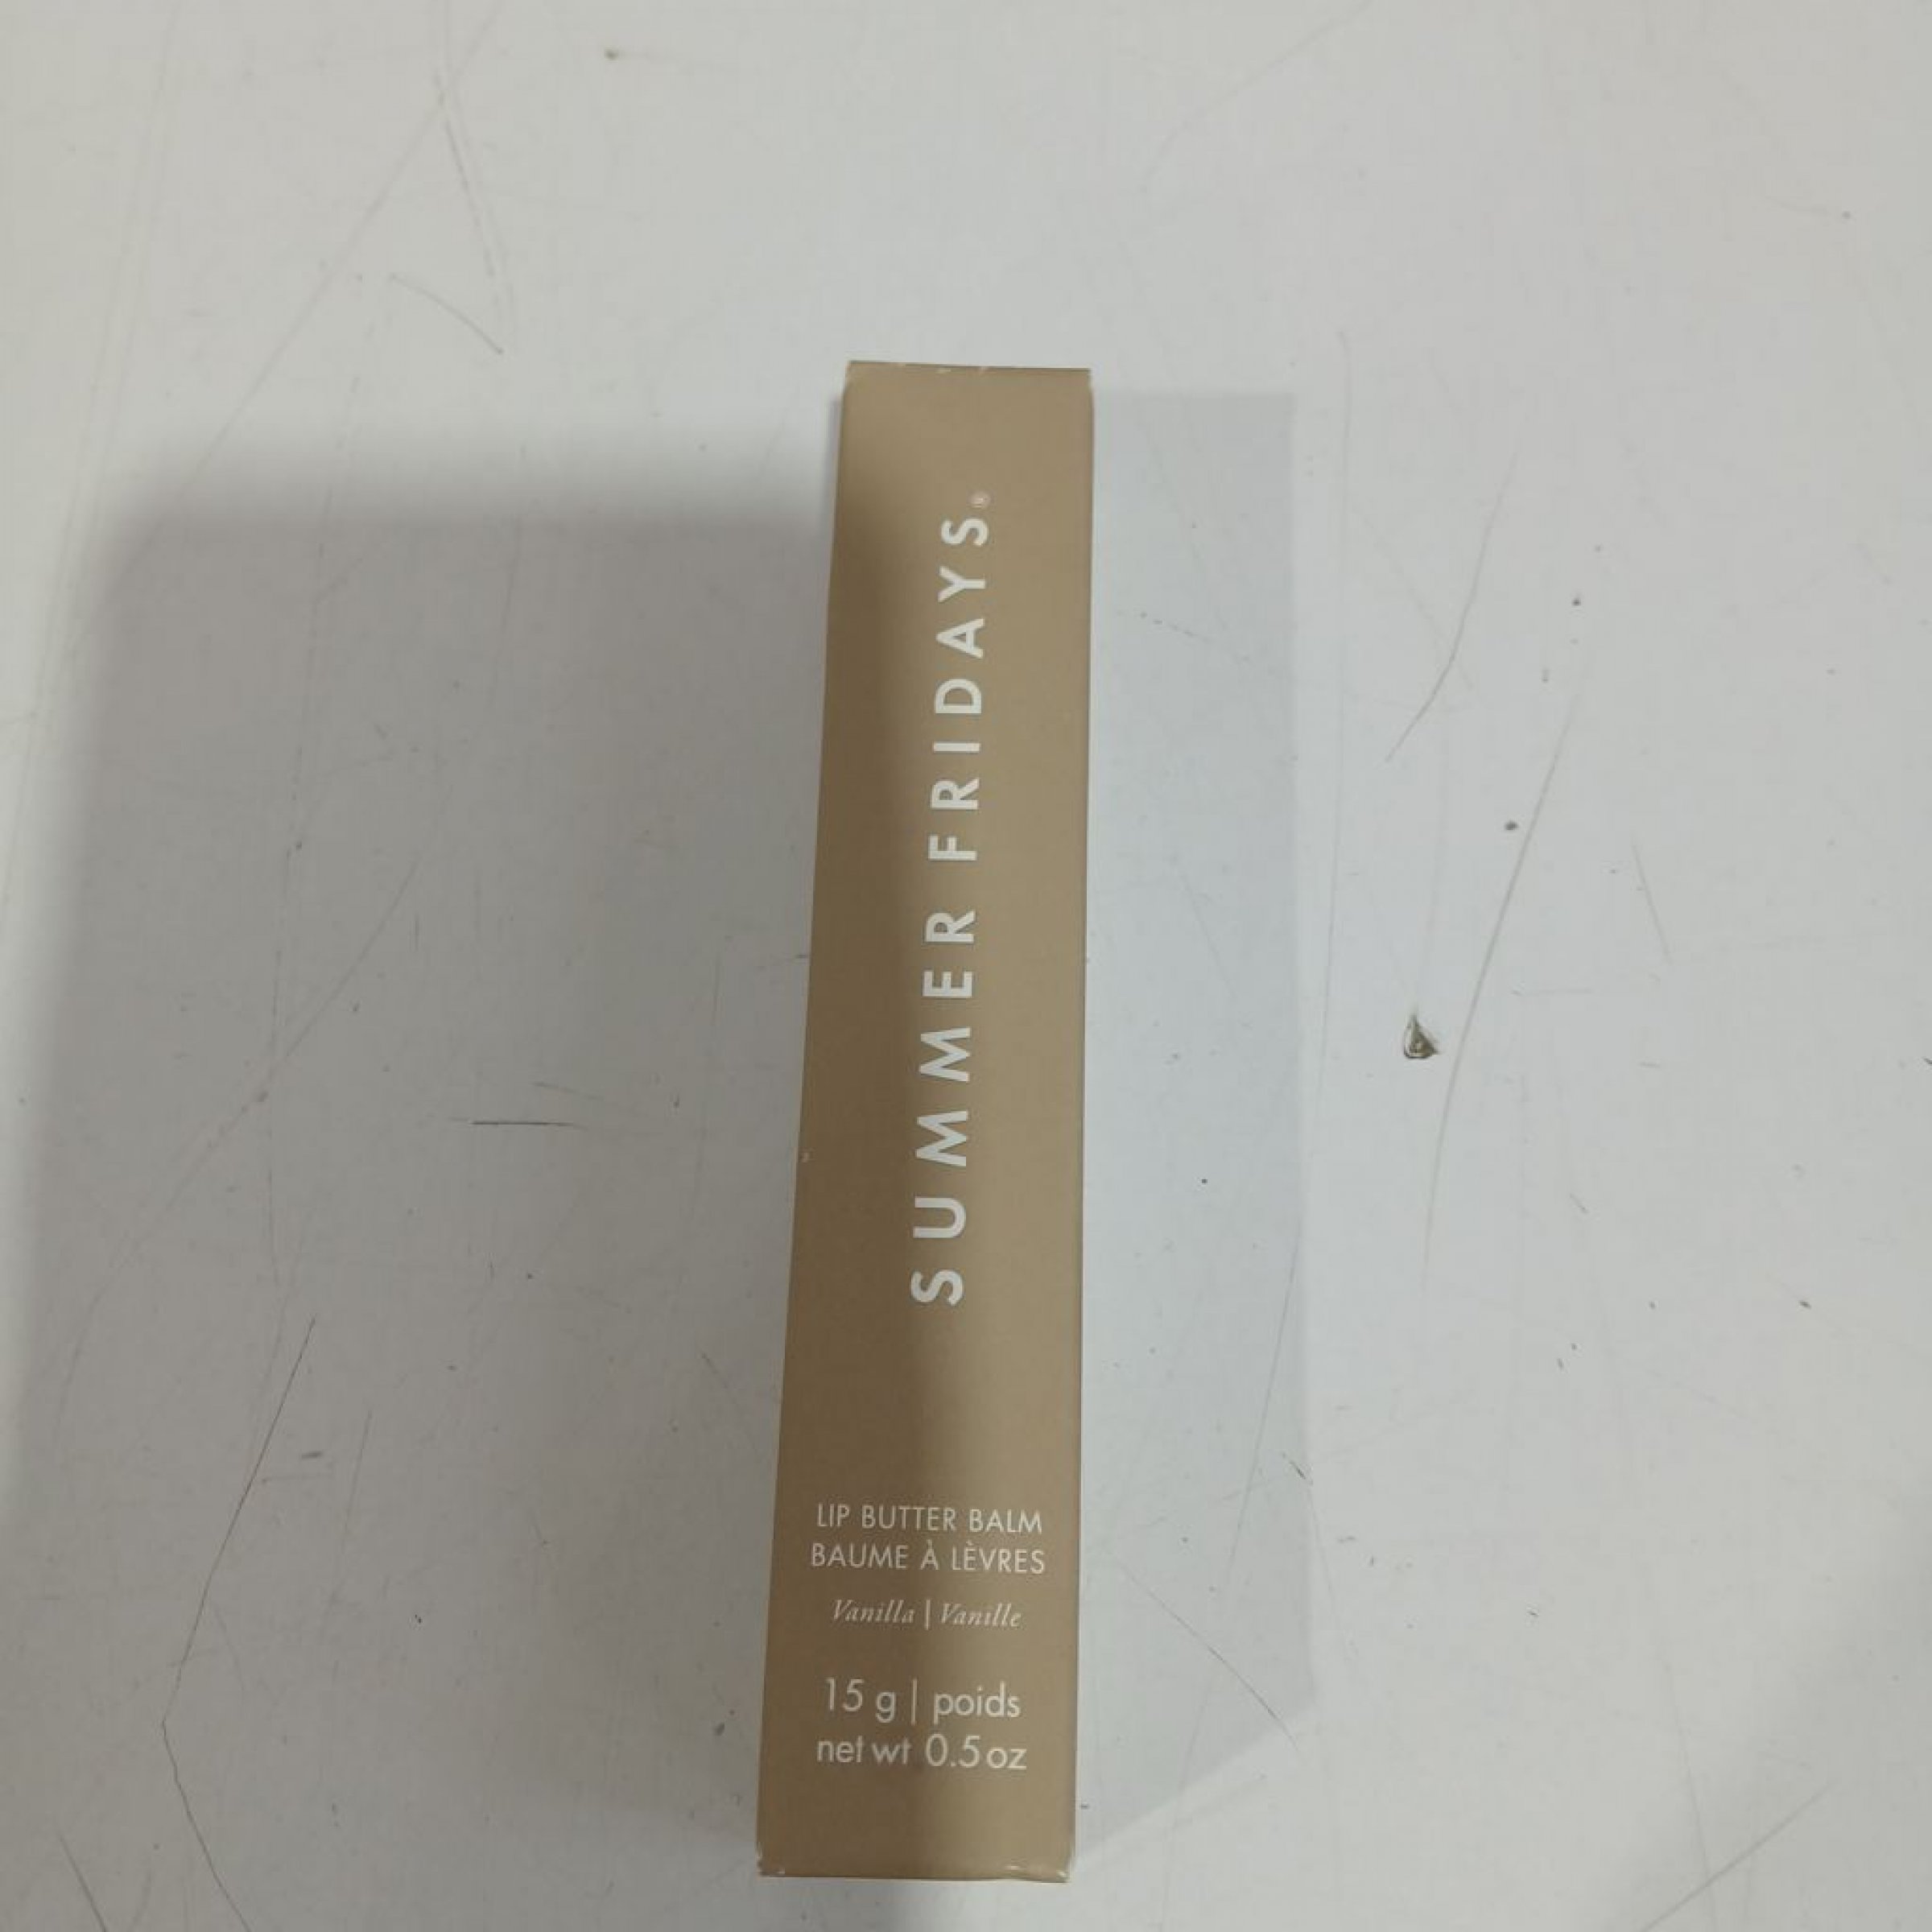 SUMMER FRIDAYS®
LIP BUTTER BALM
BAUME À LÈVRES
Vanilla | Vanille
15 g | poids
net wt 0.5 oz